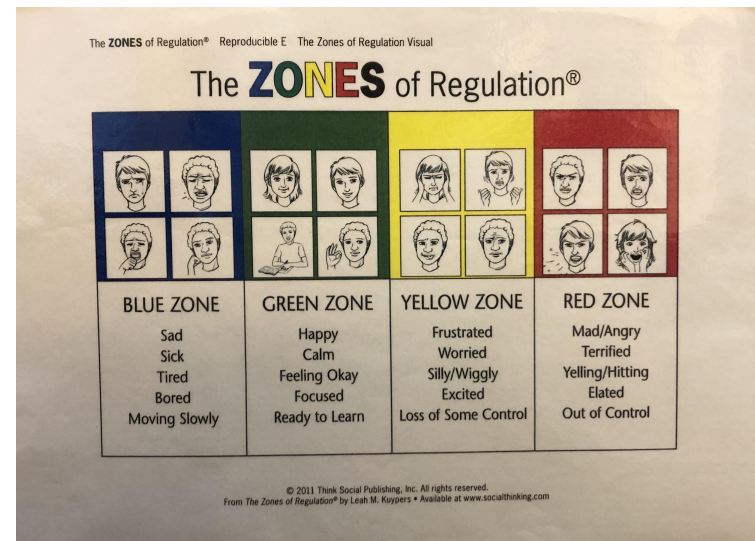 The ZONES of Regulation® Reproducible E The Zones of Regulation Visual
The ZONES of Regulation®
BLUE ZONE
Sad
Sick
Tired
Bored
Moving Slowly
GREEN ZONE
Happy
Calm
Feeling Okay
Focused
Ready to Learn
YELLOW ZONE
Frustrated
Worried
Silly/Wiggly
Excited
Loss of Some Control
RED ZONE
Mad/Angry
Terrified
Yelling/Hitting
Elated
Out of Control
© 2011 Think Social Publishing, Inc. All rights reserved.
From The Zones of Regulation® by Leah M. Kuypers • Available at www.socialthinking.com